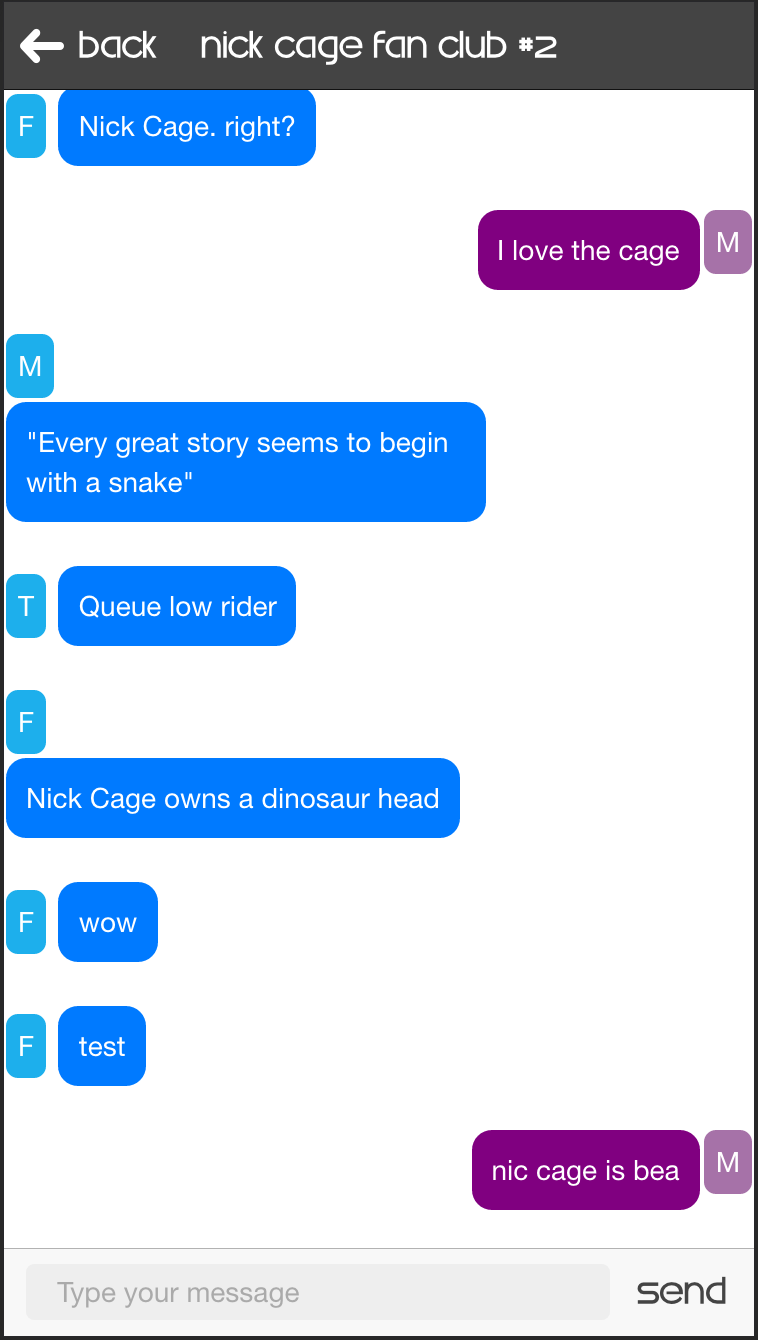 back nick cage fan club #2
F Nick Cage. right?
I love the cage M
M
"Every great story seems to begin
with a snake"
T Queue low rider
F
Nick Cage owns a dinosaur head
F wow
F test
nic cage is bea M
Type your message send